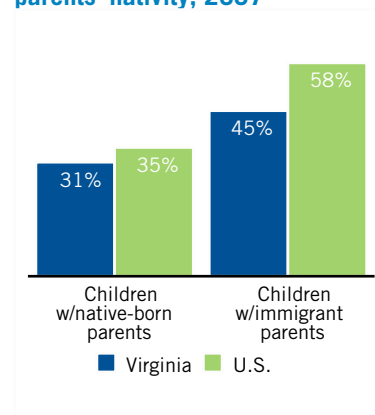 parents' nativity, 2007
58%
45%
35%
31%
Children
w/native-born
parents
Children
w/immigrant
parents
Virginia
U.S.